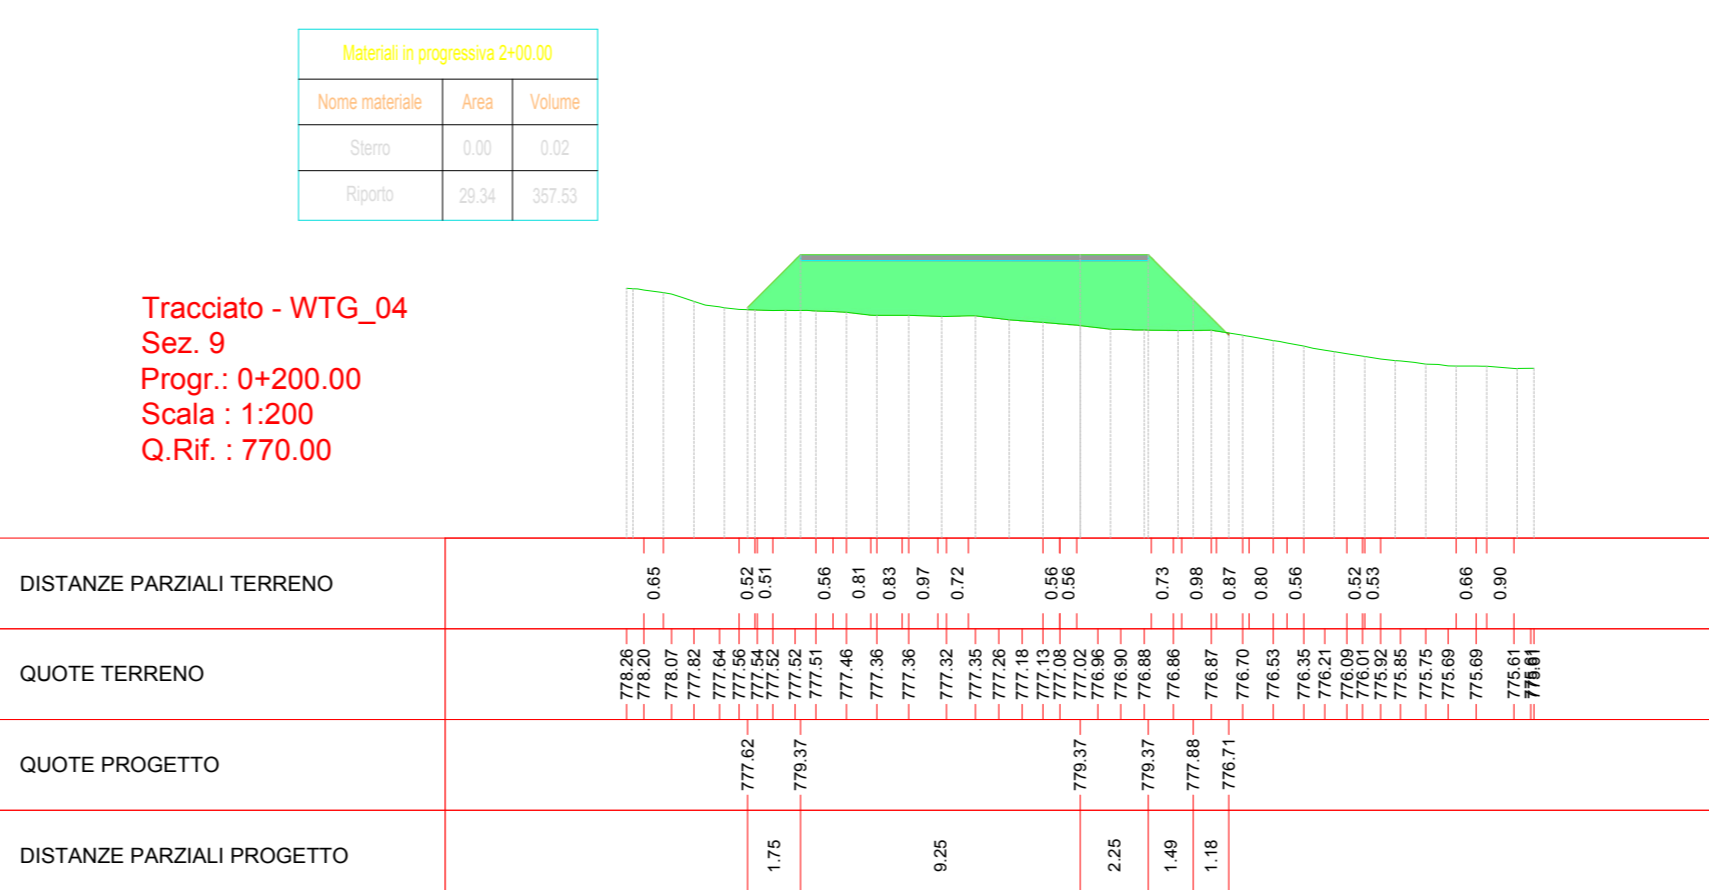 Materiali in progressiva 2+00.00
Nome materiale Area Volume
Sterro 0.00 0.02
Riporto 29.34 357.53
Tracciato - WTG_04
Sez. 9
Progr.: 0+200.00
Scala : 1:200
Q.Rif. : 770.00
DISTANZE PARZIALI TERRENO 0.65 0.52 0.51 0.56 0.81 0.83 0.97 0.72 0.56 0.56 0.73 0.98 0.87 0.80 0.56 0.52 0.53 0.66 0.90
QUOTE TERRENO 778.26 778.20 778.07 777.82 777.64 777.56 777.54 777.52 777.52 777.51 777.46 777.36 777.36 777.32 777.35 777.26 777.18 777.13 777.08 777.02 776.96 776.90 776.88 776.86 776.87 776.70 776.53 776.35 776.21 776.09 776.01 775.92 775.85 775.75 775.69 775.69 775.61
QUOTE PROGETTO 777.62 779.37 779.37 779.37 777.88 776.71
DISTANZE PARZIALI PROGETTO 1.75 9.25 2.25 1.49 1.18